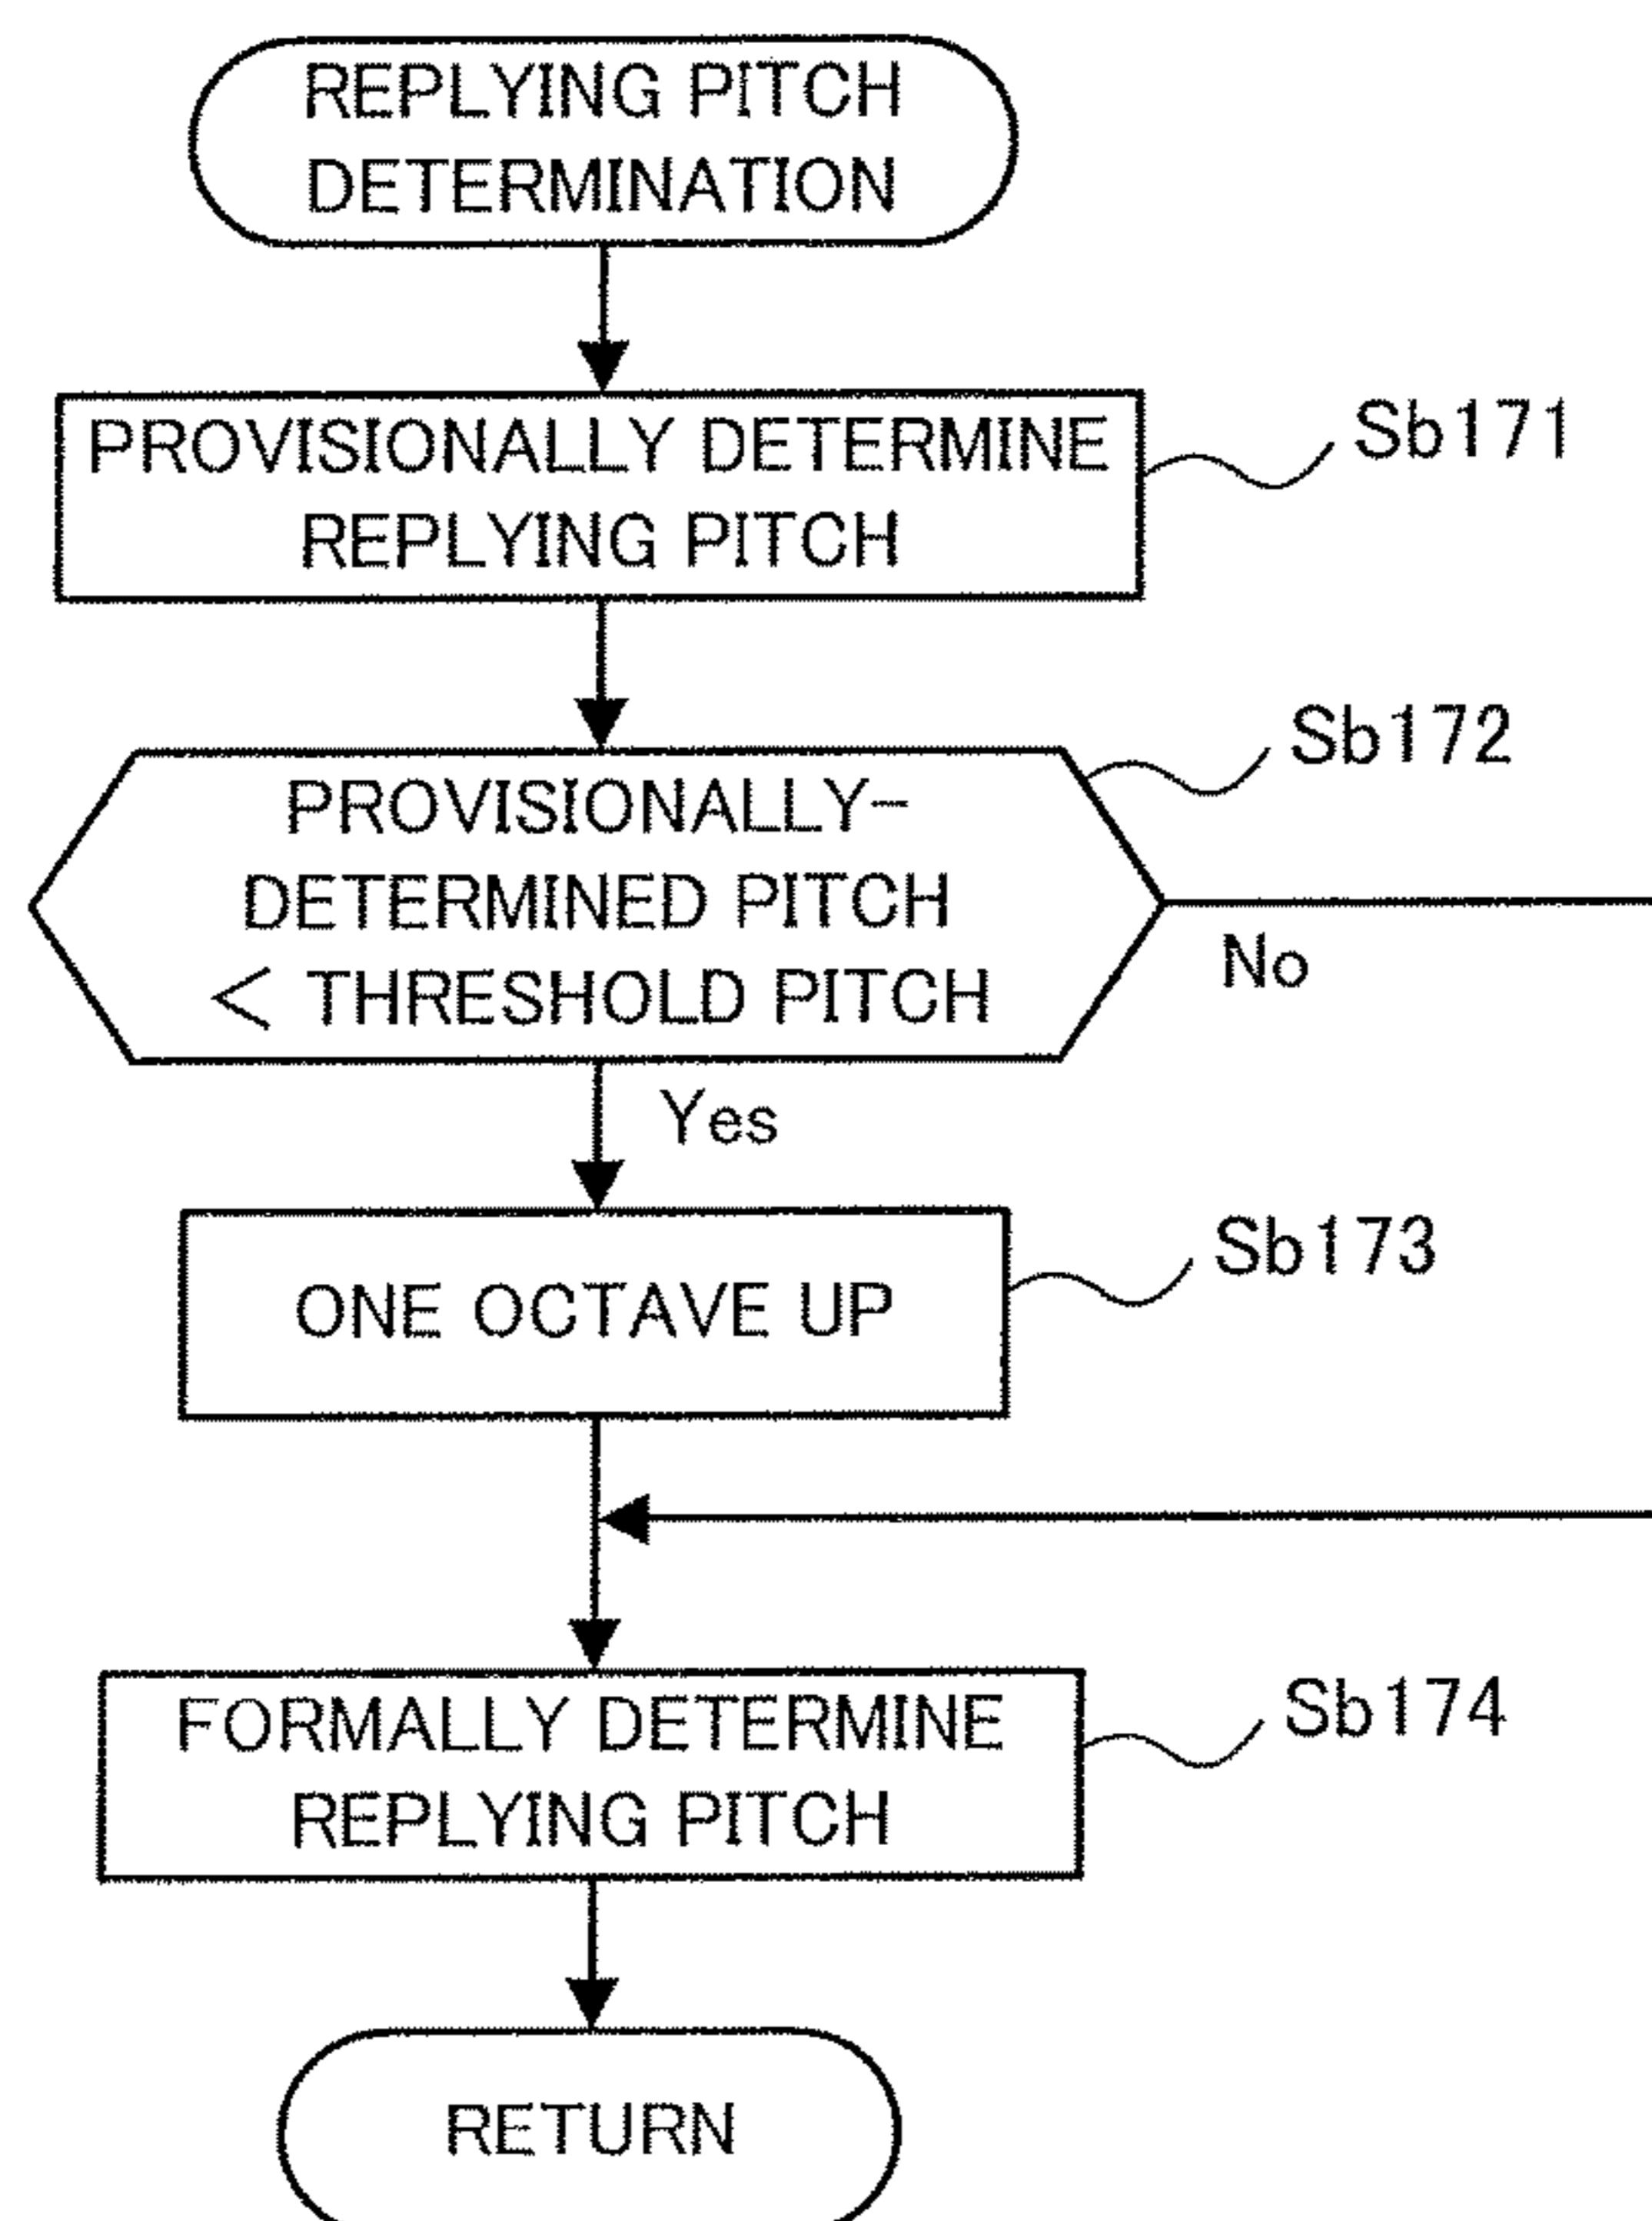 REPLYING PITCH
DETERMINATION
PROVISIONALLY DETERMINE
REPLYING PITCH
Sb171
PROVISIONALLY-
DETERMINED PITCH
< THRESHOLD PITCH
Sb172
No
Yes
ONE OCTAVE UP
Sb173
FORMALLY DETERMINE
REPLYING PITCH
Sb174
RETURN